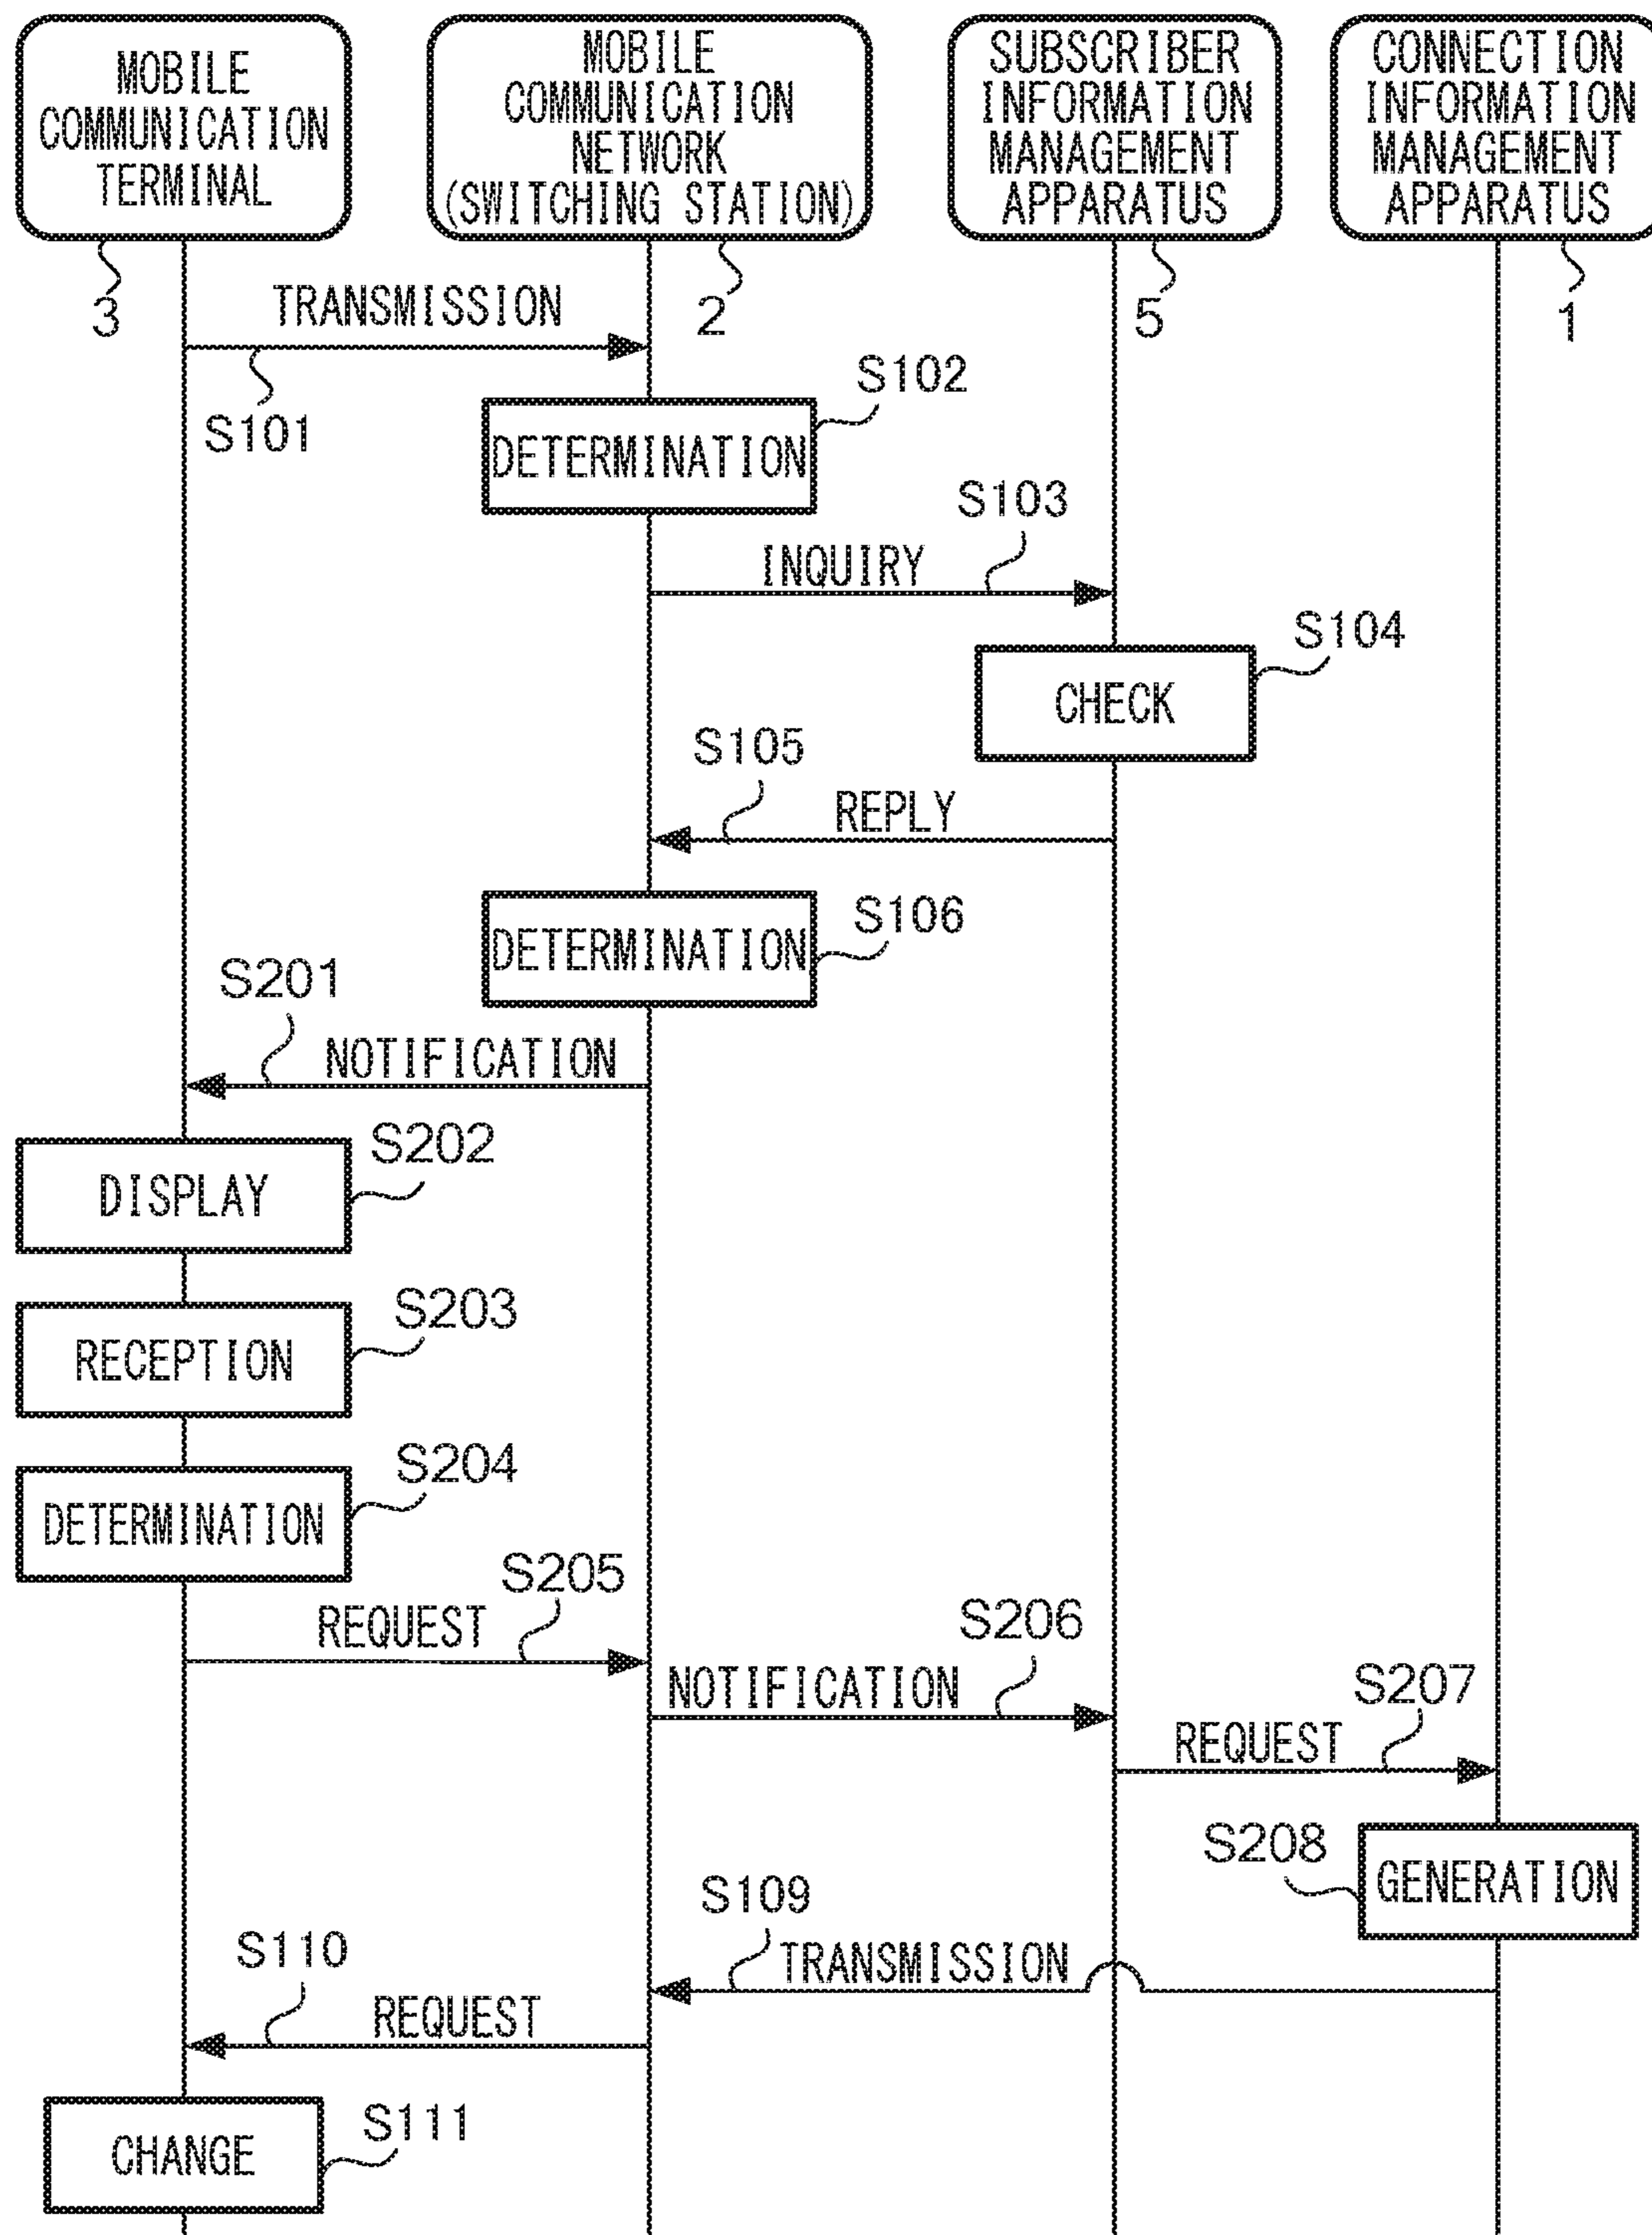 MOBILE
COMMUNICATION
TERMINAL
MOBILE
COMMUNICATION
NETWORK
(SWITCHING STATION)
SUBSCRIBER
INFORMATION
MANAGEMENT
APPARATUS
CONNECTION
INFORMATION
MANAGEMENT
APPARATUS
3
2
5
1
TRANSMISSION
S101
S102
DETERMINATION
S103
INQUIRY
S104
CHECK
S105
REPLY
S106
DETERMINATION
S201
NOTIFICATION
S202
DISPLAY
S203
RECEPTION
S204
DETERMINATION
S205
REQUEST
S206
NOTIFICATION
S207
REQUEST
S208
GENERATION
S109
TRANSMISSION
S110
REQUEST
S111
CHANGE